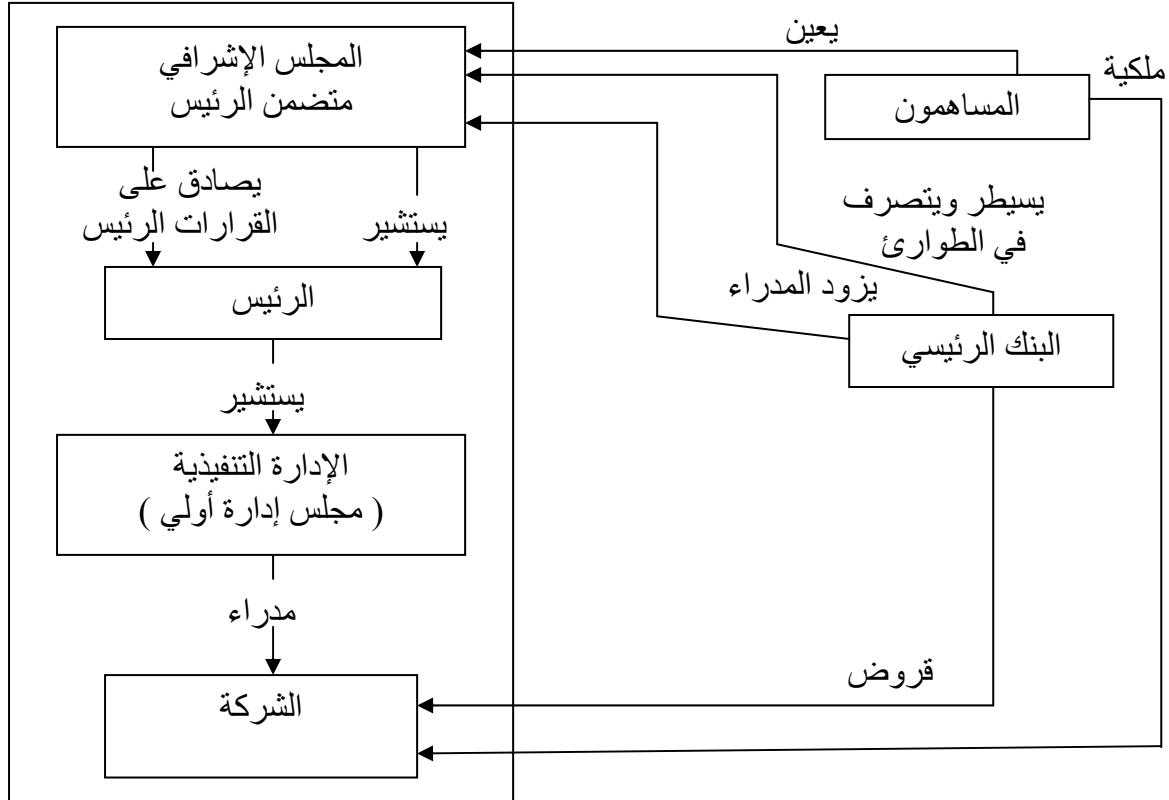 يعين
المجلس الإشرافي
متضمن الرئيس
ملكية
المساهمون
يصادق على
القرارات الرئيس
يستشير
يسيطر ويتصرف
في الطوارئ
يزود المدراء
الرئيس
البنك الرئيسي
يستشير
الإدارة التنفيذية
( مجلس إدارة أولي )
مدراء
قروض
الشركة